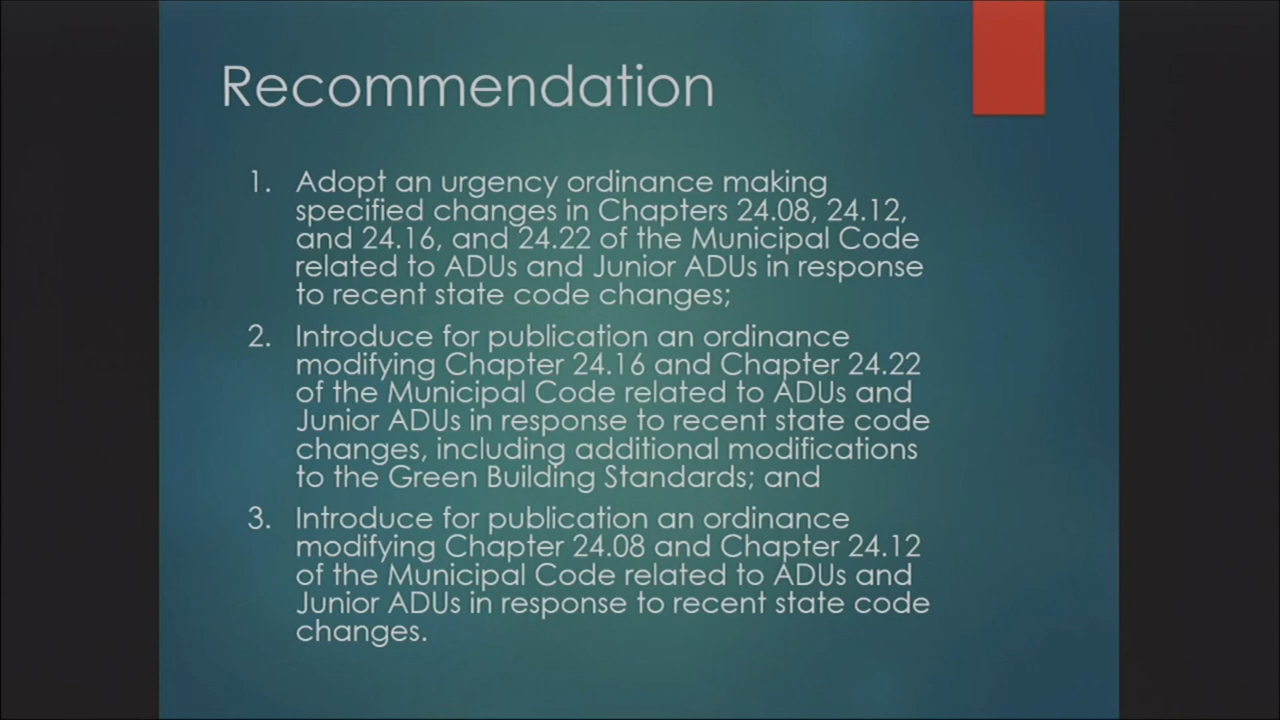 Recommendation
1. Adopt an urgency ordinance making
specified changes in Chapters 24.08, 24.12,
and 24.16, and 24.22 of the Municipal Code
related to ADUs and Junior ADUs in response
to recent state code changes;
2. Introduce for publication an ordinance
modifying Chapter 24.16 and Chapter 24.22
of the Municipal Code related to ADUs and
Junior ADUs in response to recent state code
changes, including additional modifications
to the Green Building Standards; and
3. Introduce for publication an ordinance
modifying Chapter 24.08 and Chapter 24.12
of the Municipal Code related to ADUs and
Junior ADUs in response to recent state code
changes.